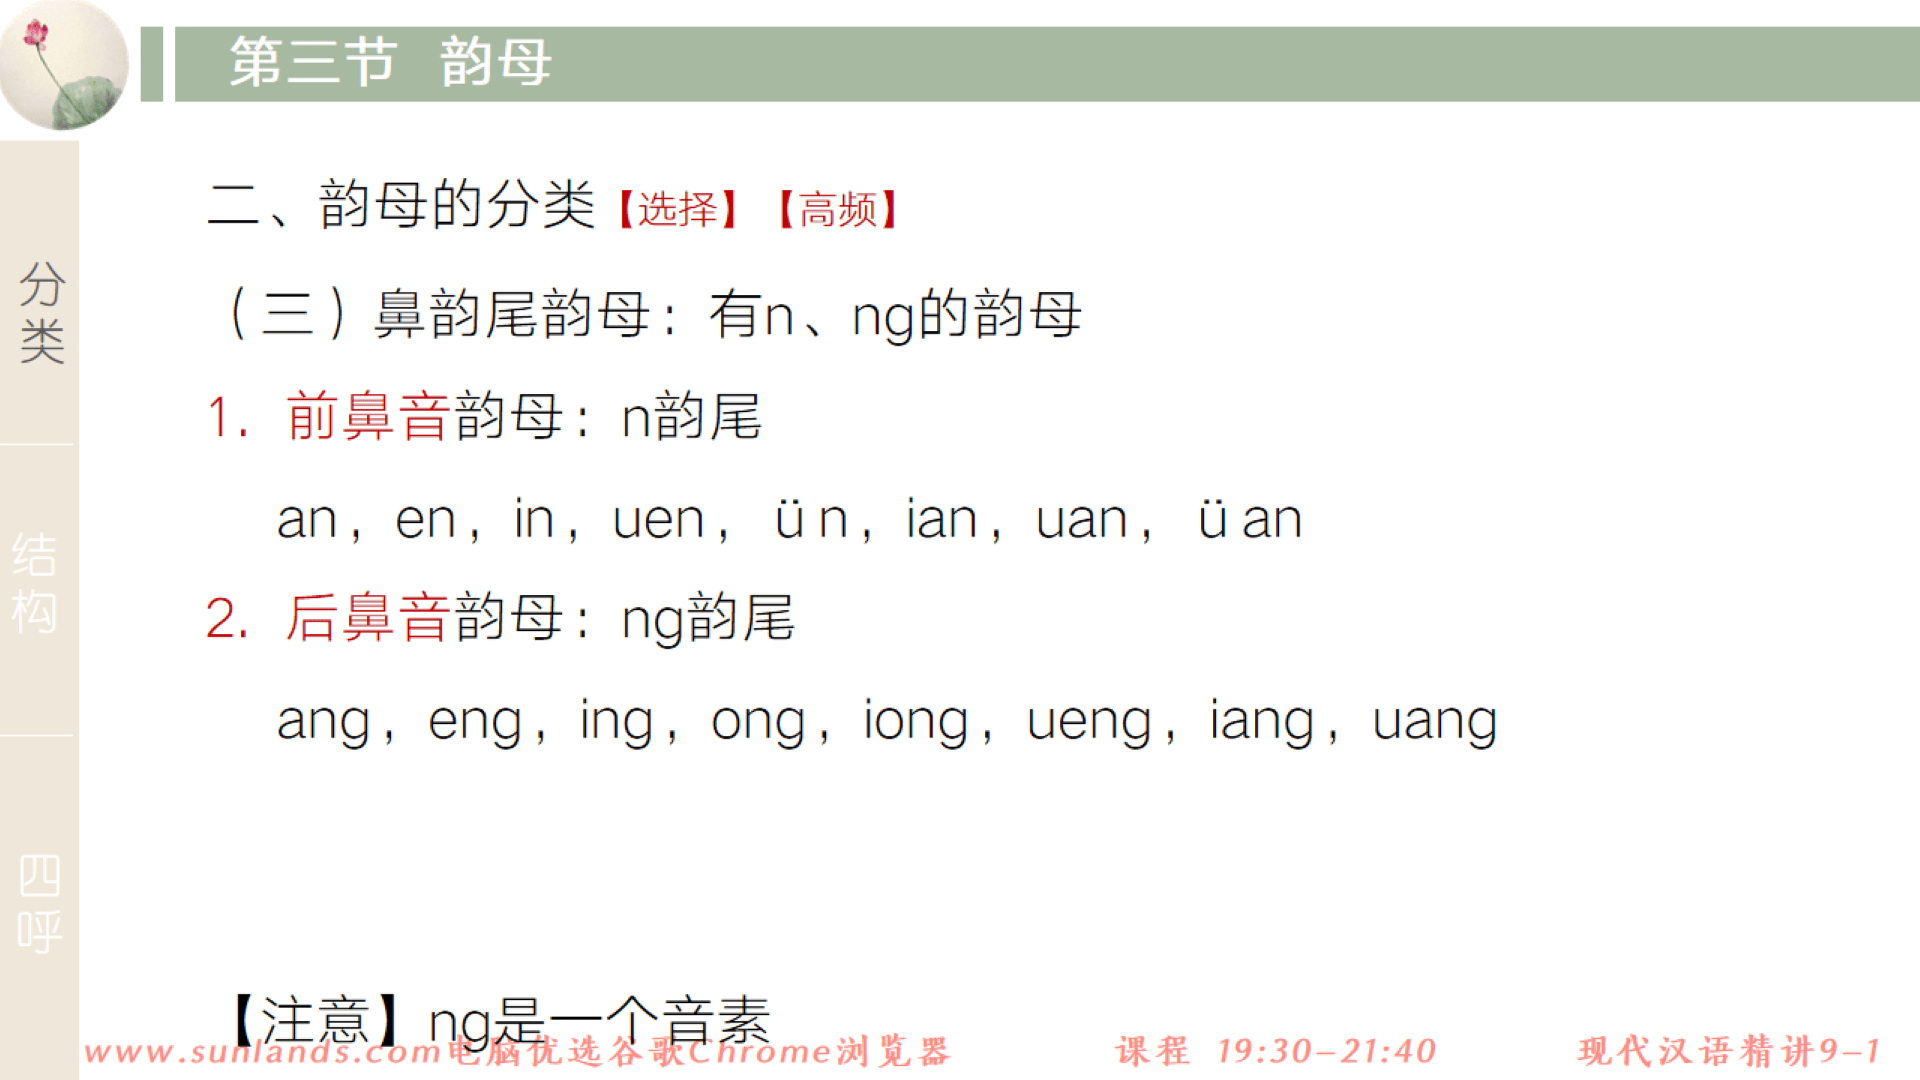 第三节 韵母
二、韵母的分类【选择】【高频】
（三）鼻韵尾韵母：有n、ng的韵母
1. 前鼻音韵母：n韵尾
an，en，in，uen，ün，ian，uan，üan
2. 后鼻音韵母：ng韵尾
ang，eng，ing，ong，iong，ueng，iang，uang
【注意】ng是一个音素
分类
结构
四呼
www.sunlands.com电脑优选谷歌Chrome浏览器 课程 19:30-21:40 现代汉语精讲9-1